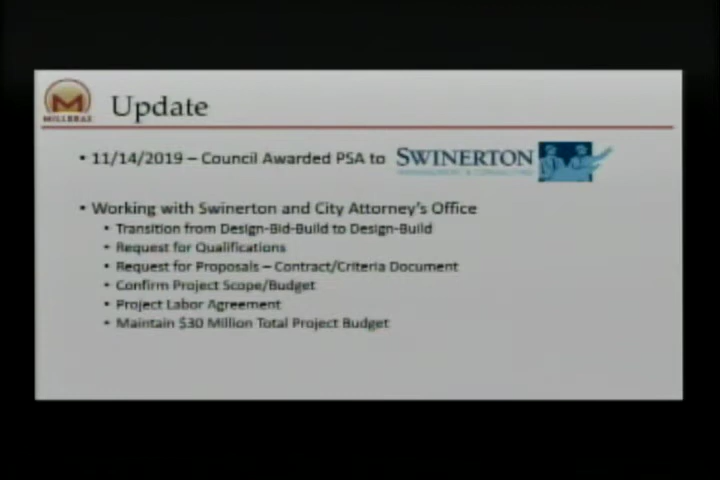 MILLBRAE
Update
• 11/14/2019 – Council Awarded PSA to SWINERTON
MANAGEMENT & CONSULTING
• Working with Swinerton and City Attorney's Office
• Transition from Design-Bid-Build to Design-Build
• Request for Qualifications
• Request for Proposals – Contract/Criteria Document
• Confirm Project Scope/Budget
• Project Labor Agreement
• Maintain $30 Million Total Project Budget